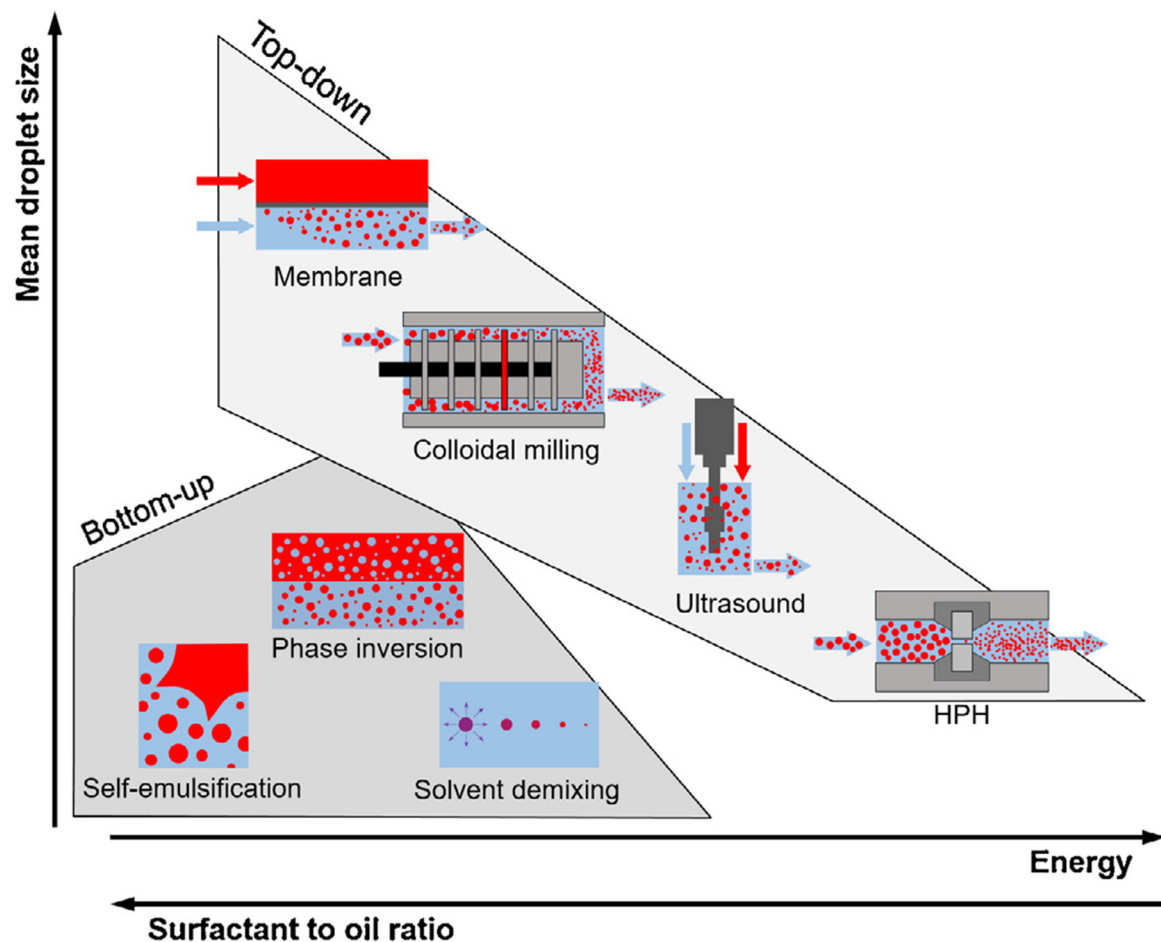 Mean droplet size
Top-down
Membrane
Colloidal milling
Ultrasound
HPH
Bottom-up
Phase inversion
Self-emulsification
Solvent demixing
Energy
Surfactant to oil ratio